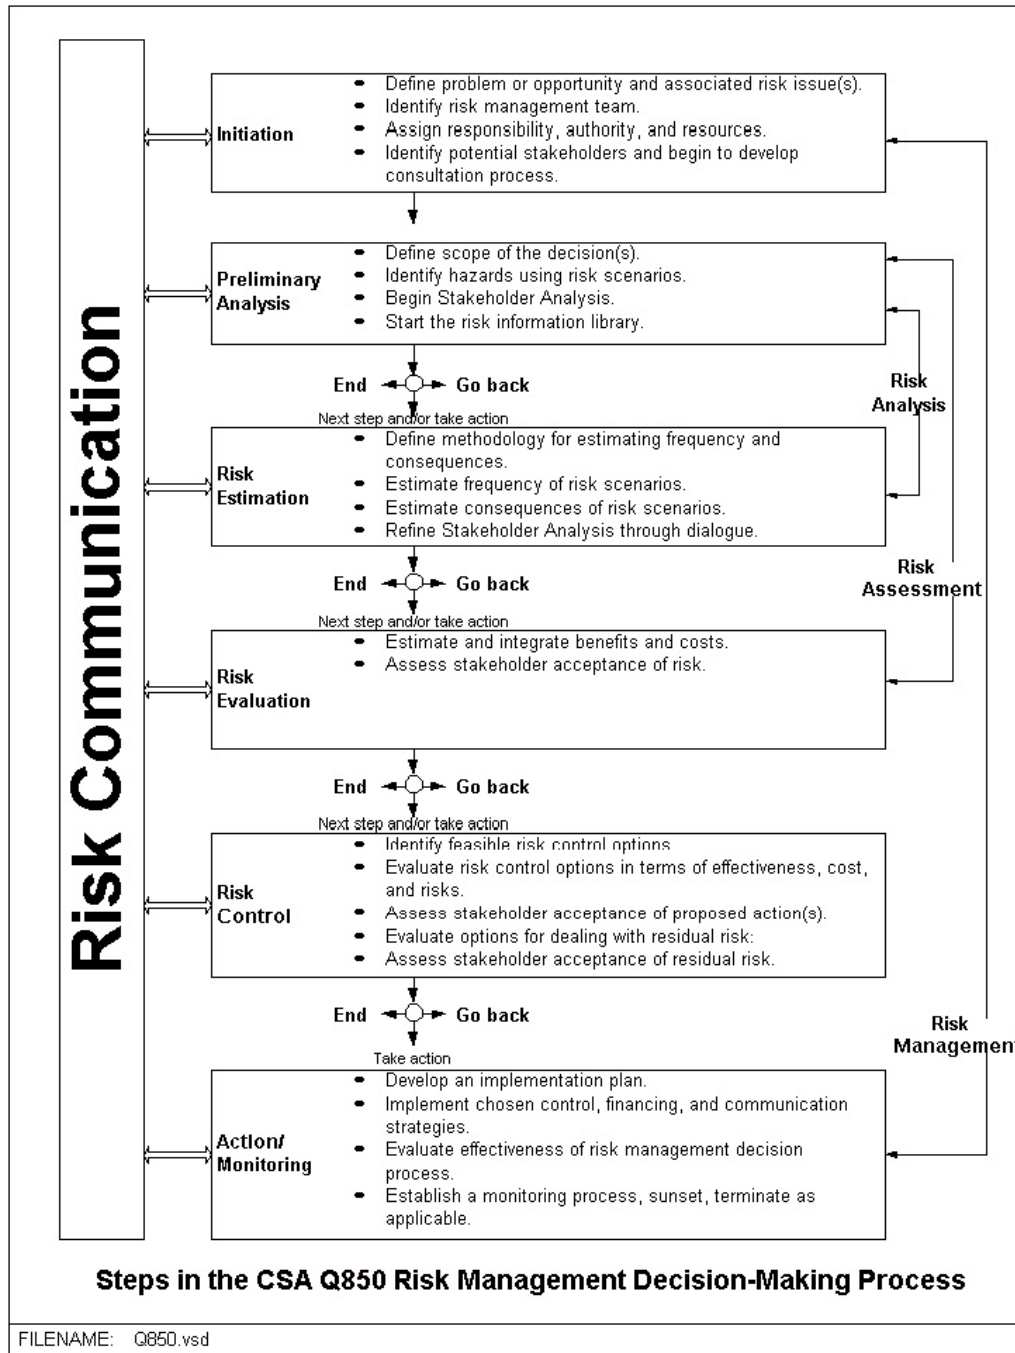 Risk Communication
Initiation
• Define problem or opportunity and associated risk issue(s).
• Identify risk management team.
• Assign responsibility, authority, and resources.
• Identify potential stakeholders and begin to develop
consultation process.
Preliminary
Analysis
• Define scope of the decision(s).
• Identify hazards using risk scenarios.
• Begin Stakeholder Analysis.
• Start the risk information library.
End
Go back
Next step and/or take action
Risk
Analysis
Risk
Estimation
• Define methodology for estimating frequency and
consequences.
• Estimate frequency of risk scenarios.
• Estimate consequences of risk scenarios.
• Refine Stakeholder Analysis through dialogue.
End
Go back
Next step and/or take action
Risk
Assessment
Risk
Evaluation
• Estimate and integrate benefits and costs.
• Assess stakeholder acceptance of risk.
End
Go back
Next step and/or take action
Risk
Control
• Identify feasible risk control options
• Evaluate risk control options in terms of effectiveness, cost,
and risks.
• Assess stakeholder acceptance of proposed action(s).
• Evaluate options for dealing with residual risk:
• Assess stakeholder acceptance of residual risk.
End
Go back
Take action
Risk
Management
Action/
Monitoring
• Develop an implementation plan.
• Implement chosen control, financing, and communication
strategies.
• Evaluate effectiveness of risk management decision
process.
• Establish a monitoring process, sunset, terminate as
applicable.
Steps in the CSA Q850 Risk Management Decision-Making Process
FILENAME: Q850.vsd